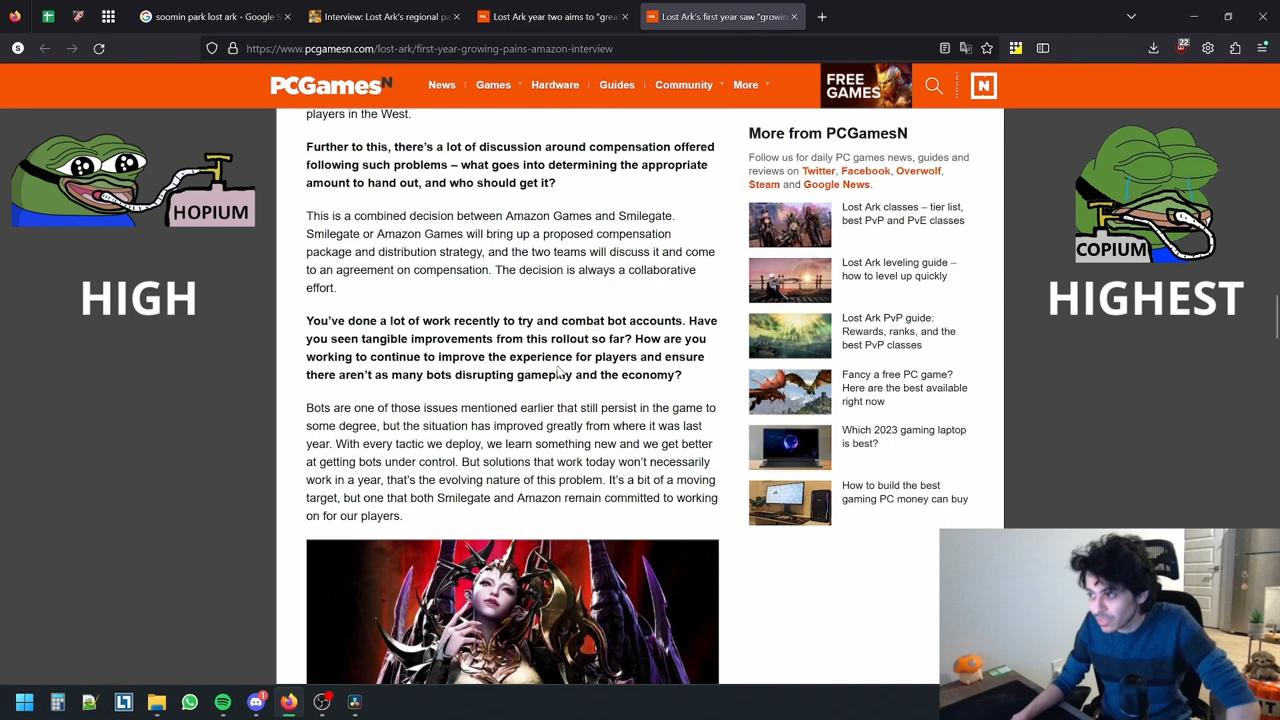 soomin park lost ark - Google S
Interview: Lost Ark's regional pa
Lost Ark year two aims to "grea
Lost Ark's first year saw "growin
https://www.pcgamesn.com/lost-ark/first-year-growing-pains-amazon-interview
22
PCGamesN
News
Games
Hardware
Guides
Community
More
FREE
GAMES
N
players in the West.
Further to this, there's a lot of discussion around compensation offered
following such problems – what goes into determining the appropriate
amount to hand out, and who should get it?
This is a combined decision between Amazon Games and Smilegate.
Smilegate or Amazon Games will bring up a proposed compensation
package and distribution strategy, and the two teams will discuss it and come
to an agreement on compensation. The decision is always a collaborative
effort.
You've done a lot of work recently to try and combat bot accounts. Have
you seen tangible improvements from this rollout so far? How are you
working to continue to improve the experience for players and ensure
there aren't as many bots disrupting gameplay and the economy?
Bots are one of those issues mentioned earlier that still persist in the game to
some degree, but the situation has improved greatly from where it was last
year. With every tactic we deploy, we learn something new and we get better
at getting bots under control. But solutions that work today won't necessarily
work in a year, that's the evolving nature of this problem. It's a bit of a moving
target, but one that both Smilegate and Amazon remain committed to working
on for our players.
More from PCGamesN
Follow us for daily PC games news, guides and
reviews on Twitter, Facebook, Overwolf,
Steam and Google News.
Lost Ark classes – tier list,
best PvP and PvE classes
Lost Ark leveling guide –
how to level up quickly
Lost Ark PvP guide:
Rewards, ranks, and the
best PvP classes
Fancy a free PC game?
Here are the best available
right now
Which 2023 gaming laptop
is best?
How to build the best
gaming PC money can buy
HOPIUM
HIGH
COPIUM
HIGHEST